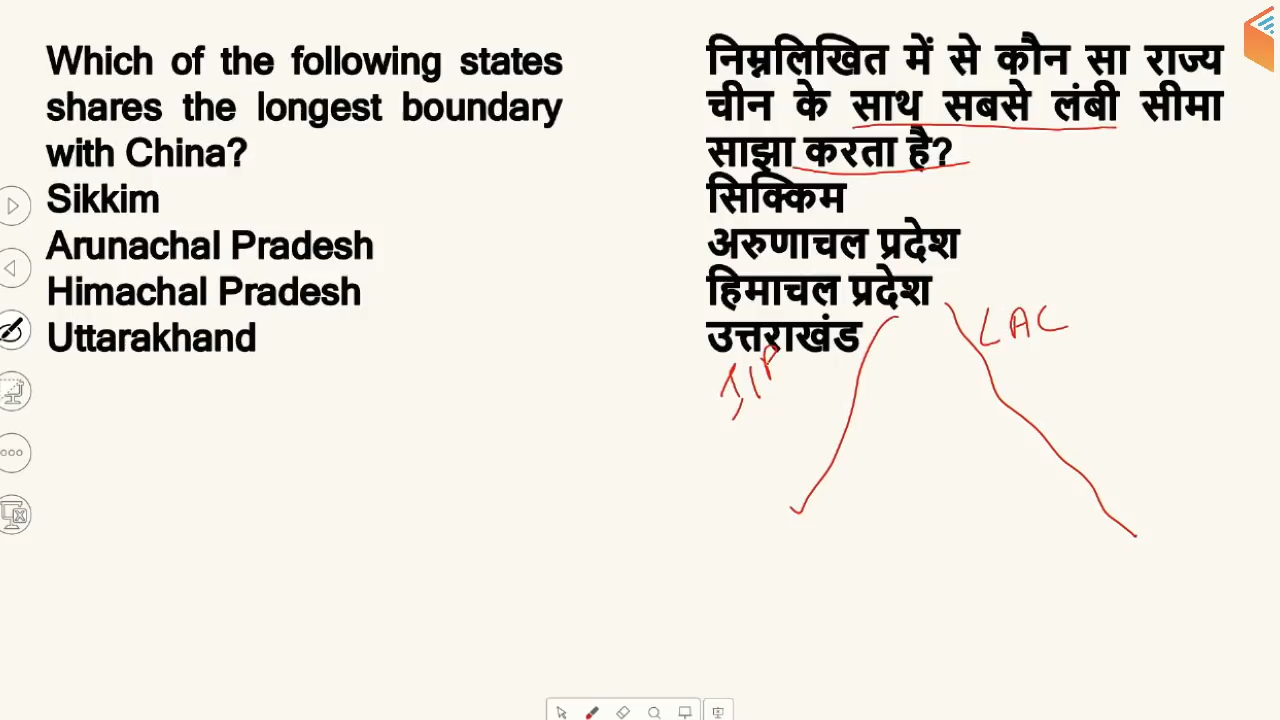 Which of the following states
shares the longest boundary
with China?
Sikkim
Arunachal Pradesh
Himachal Pradesh
Uttarakhand
निम्नलिखित में से कौन सा राज्य
चीन के साथ सबसे लंबी सीमा
साझा करता है?
सिक्किम
अरुणाचल प्रदेश
हिमाचल प्रदेश
उत्तराखंड
LAC